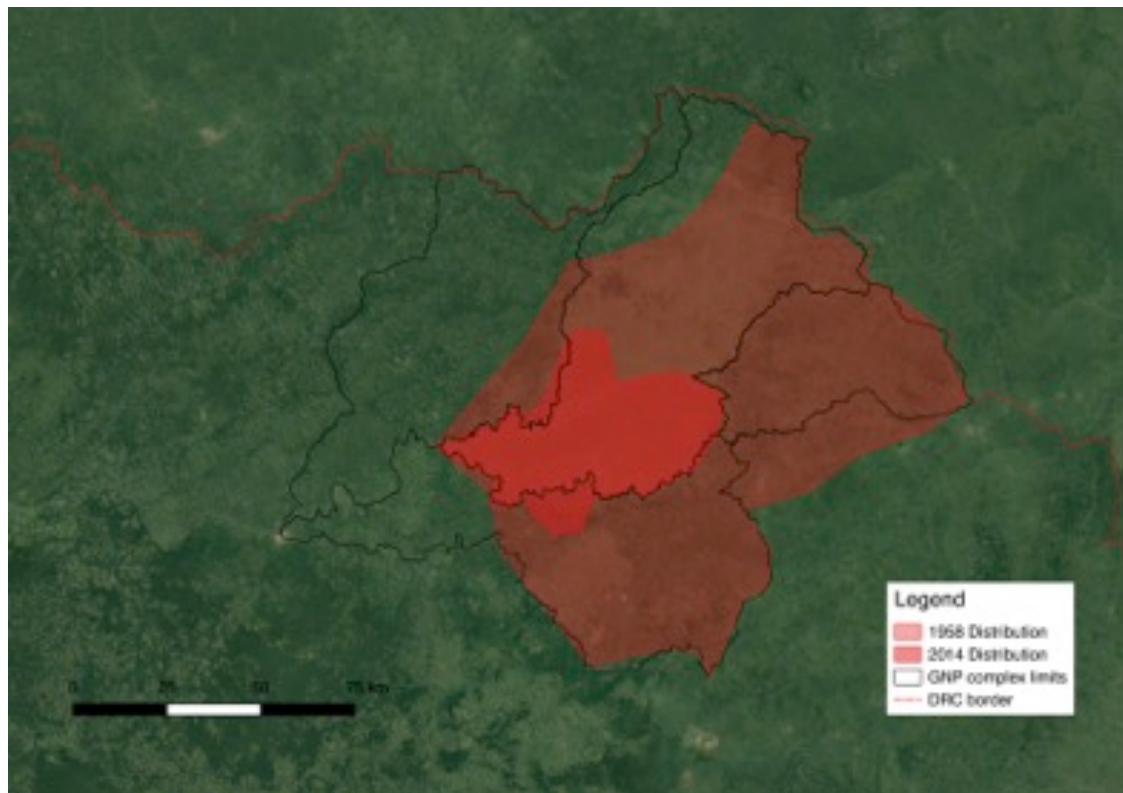 Legend
1958 Distribution
2014 Distribution
GNP complex limits
DRC border
0 25 50 75 km